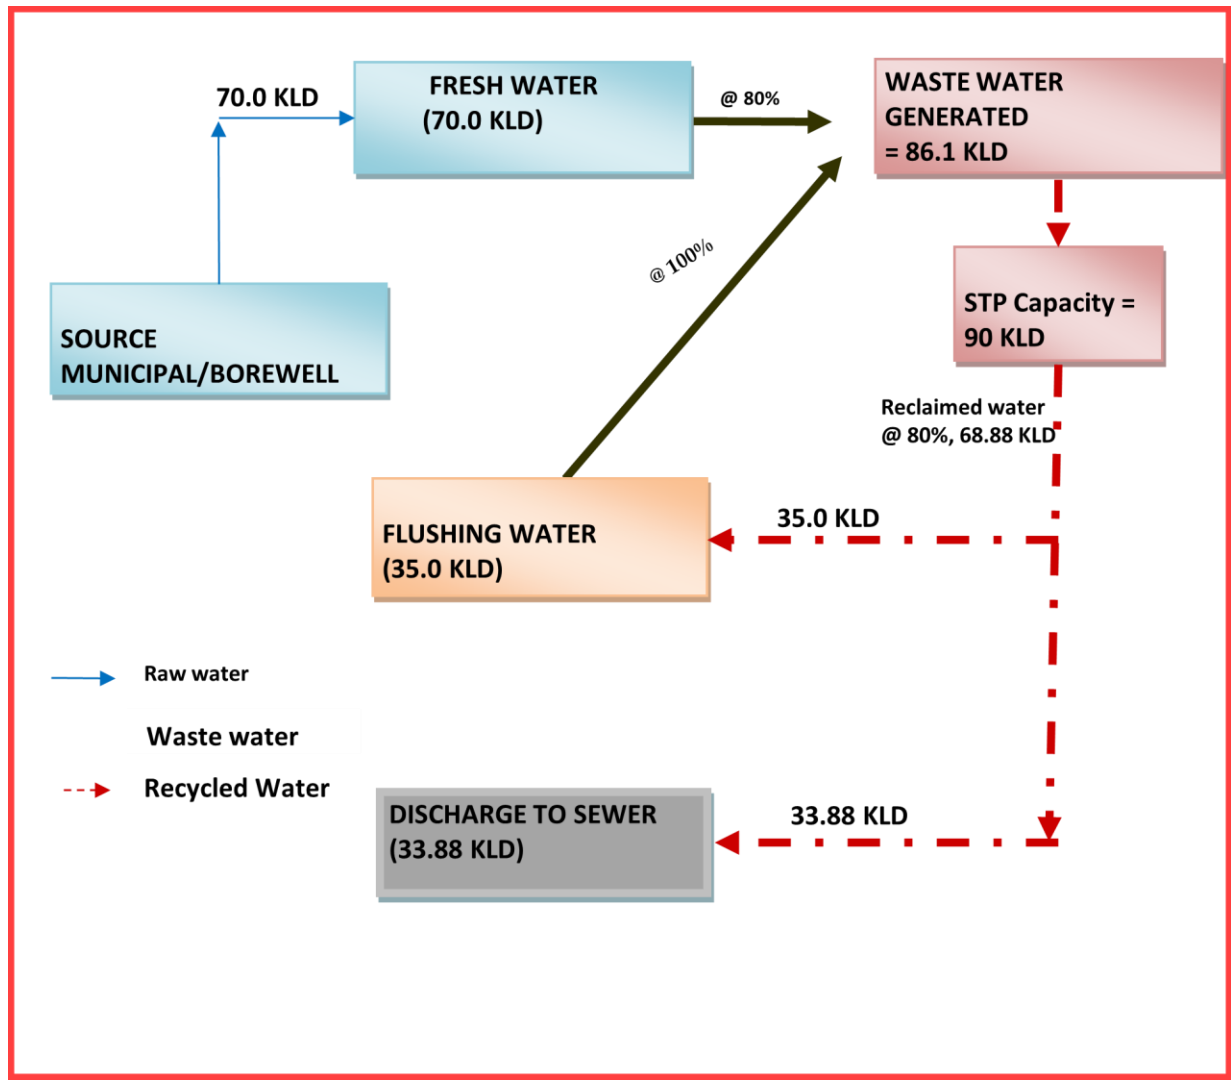 70.0 KLD
FRESH WATER
(70.0 KLD)
@ 80%
WASTE WATER
GENERATED
= 86.1 KLD
@ 100%
SOURCE
MUNICIPAL/BOREWELL
STP Capacity =
90 KLD
Reclaimed water
@ 80%, 68.88 KLD
FLUSHING WATER
(35.0 KLD)
35.0 KLD
Raw water
Waste water
Recycled Water
DISCHARGE TO SEWER
(33.88 KLD)
33.88 KLD